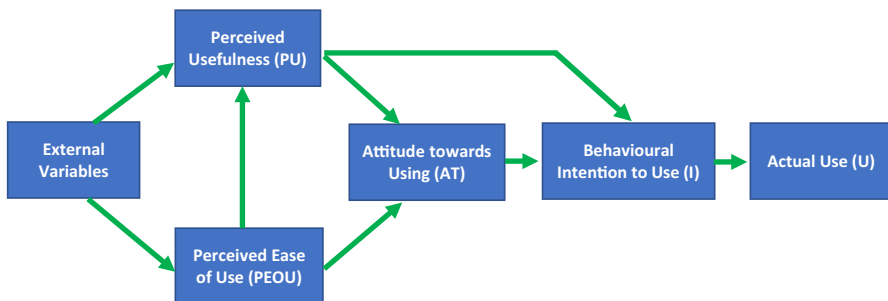 Perceived
Usefulness (PU)
External
Variables
Attitude towards
Using (AT)
Behavioural
Intention to Use (I)
Actual Use (U)
Perceived Ease
of Use (PEOU)